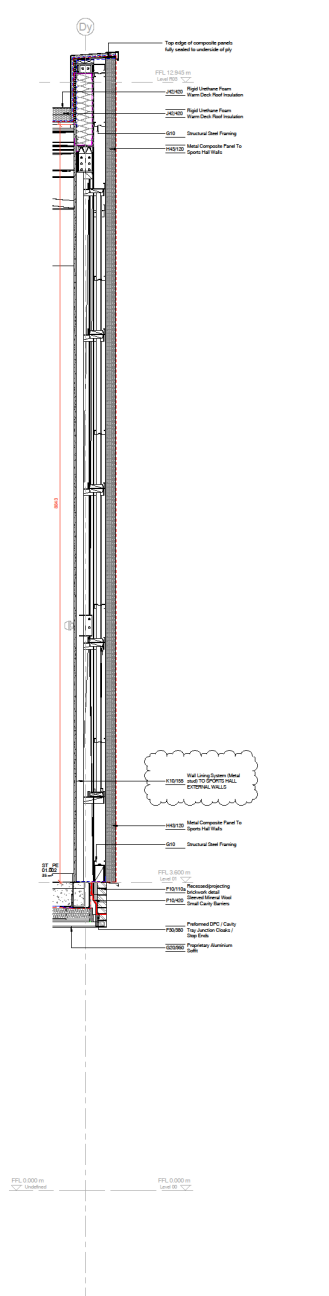 Dy
Top edge of composite panels
fully sealed to underside of ply
FFL 12.945 m
Level R03
J42/420 Rigid Urethane Foam
Warm Deck Roof Insulation
J42/420 Rigid Urethane Foam
Warm Deck Roof Insulation
G10 Structural Steel Framing
H43/120 Metal Composite Panel To
Sports Hall Walls
K10/155 Wall Lining System (Metal
stud) TO SPORTS HALL
EXTERNAL WALLS
H43/120 Metal Composite Panel To
Sports Hall Walls
G10 Structural Steel Framing
FFL 3.600 m
Level 01
F10/110 Recessed/projecting
brickwork detail
P10/420 Sleeved Mineral Wool
Small Cavity Barriers
F30/360 Preformed DPC / Cavity
Tray Junction Cloaks /
Stop Ends
Proprietary Aluminium
Soffit
FFL 0.000 m
Undefined
FFL 0.000 m
Level 00